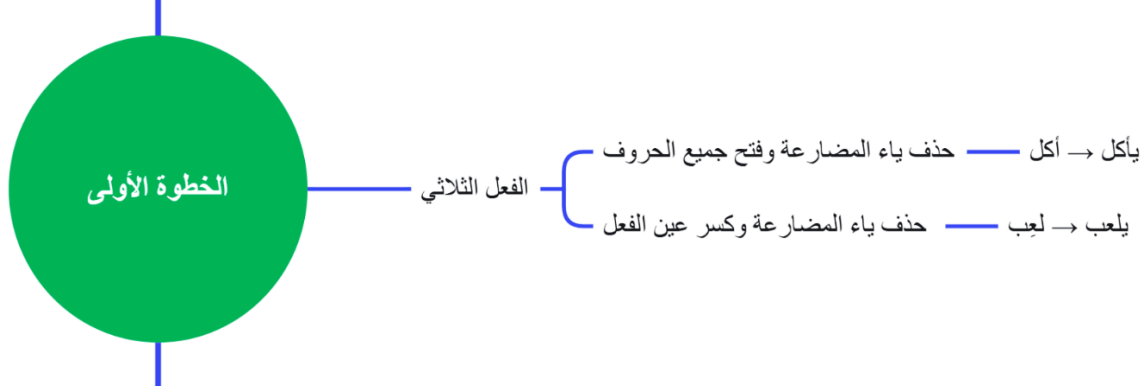 الخطوة الأولى
الفعل الثلاثي
حذف ياء المضارعة وفتح جميع الحروف
يأكل → أكل
حذف ياء المضارعة وكسر عين الفعل
يلعب → لعِب